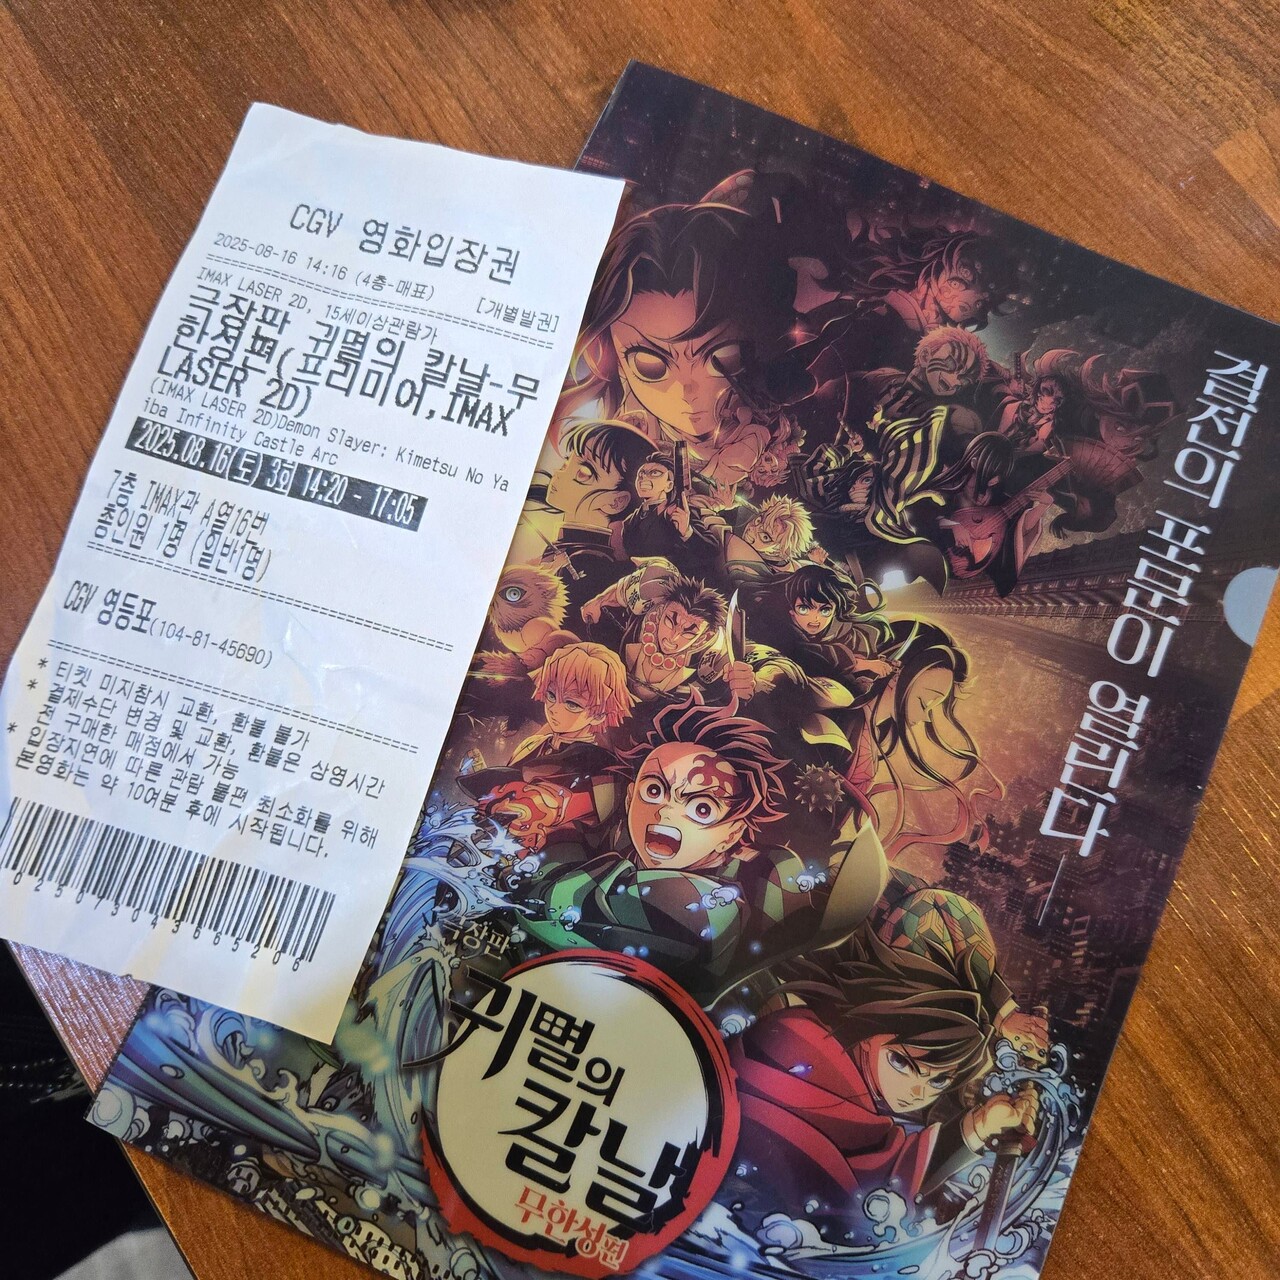 CGV 영화입장권
2025-08-16 14:16 (4층-매표)
[개별발권]
IMAX LASER 2D, 15세이상관람가
극장판 귀멸의 칼날-무
한성편(프리미어,IMAX
LASER 2D)
(IMAX LASER 2D)Demon Slayer: Kimetsu No Ya
iba Infinity Castle Arc
2025.08.16(토) 3회 14:20 - 17:05
7층 IMAX관 A열16번
총인원 1명 (일반1명)
CGV 영등포(104-81-45690)
* 티켓 미지참시 교환, 환불 불가
* 결제수단 변경 및 교환, 환불은 상영시간
전 구매한 매점에서 가능
* 입장지연에 따른 관람 불편 최소화를 위해
본영화는 약 10여분 후에 시작됩니다.
결전의 포문이 열리다
극장판
귀멸의
칼날
무한성편